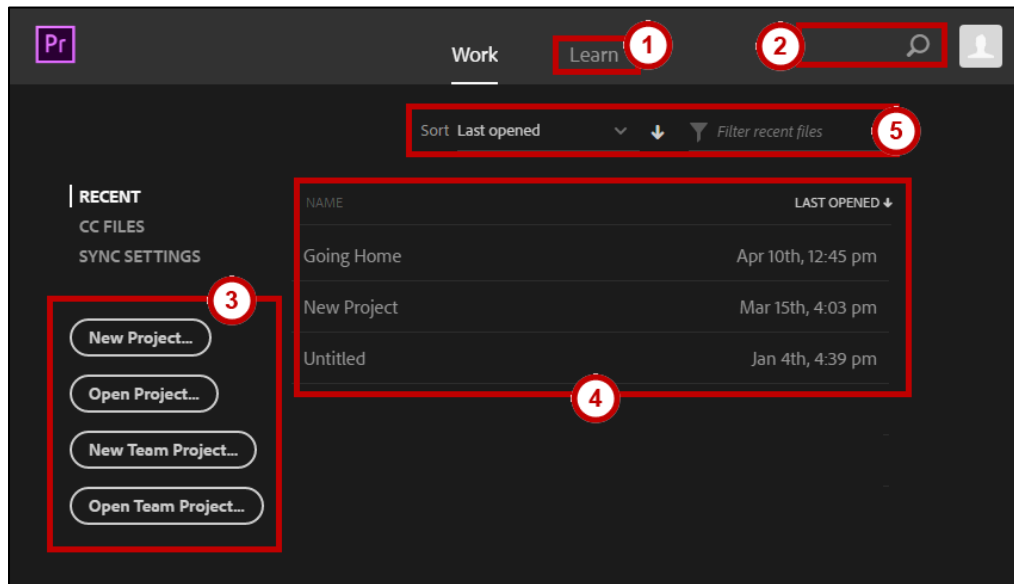 Pr
Work Learn 1 2
Sort Last opened Filter recent files 5
RECENT
CC FILES
SYNC SETTINGS
NAME LAST OPENED
Going Home Apr 10th, 12:45 pm
New Project Mar 15th, 4:03 pm
Untitled Jan 4th, 4:39 pm
4
3
New Project...
Open Project...
New Team Project...
Open Team Project...